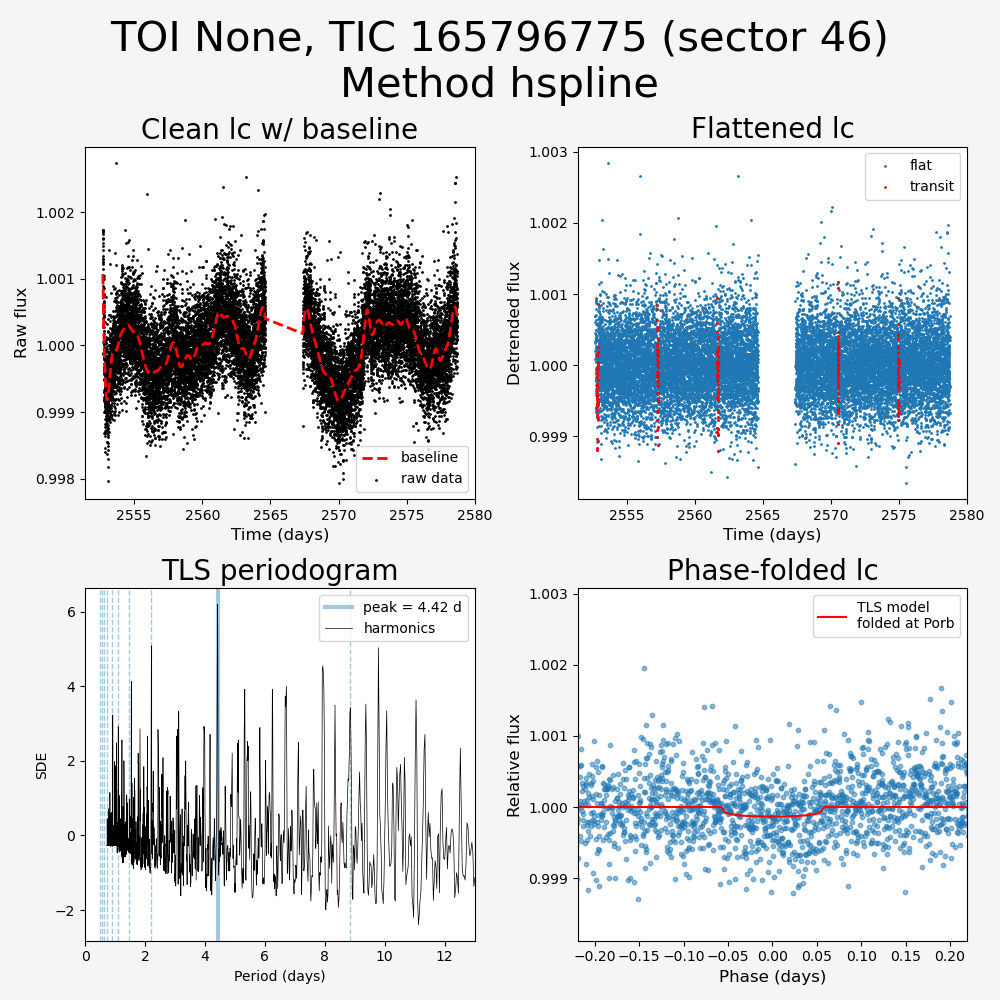 TOI None, TIC 165796775 (sector 46)
Method hspline
Clean lc w/ baseline
Raw flux
1.002
1.001
1.000
0.999
0.998
baseline
raw data
2555
2560
2565
2570
2575
2580
Time (days)
Flattened lc
Detrended flux
1.003
1.002
1.001
1.000
0.999
flat
transit
2555
2560
2565
2570
2575
2580
Time (days)
TLS periodogram
SDE
6
4
2
0
−2
peak = 4.42 d
harmonics
0
2
4
6
8
10
12
Period (days)
Phase-folded lc
Relative flux
1.003
1.002
1.001
1.000
0.999
TLS model
folded at Porb
−0.20
−0.15
−0.10
−0.05
0.00
0.05
0.10
0.15
0.20
Phase (days)